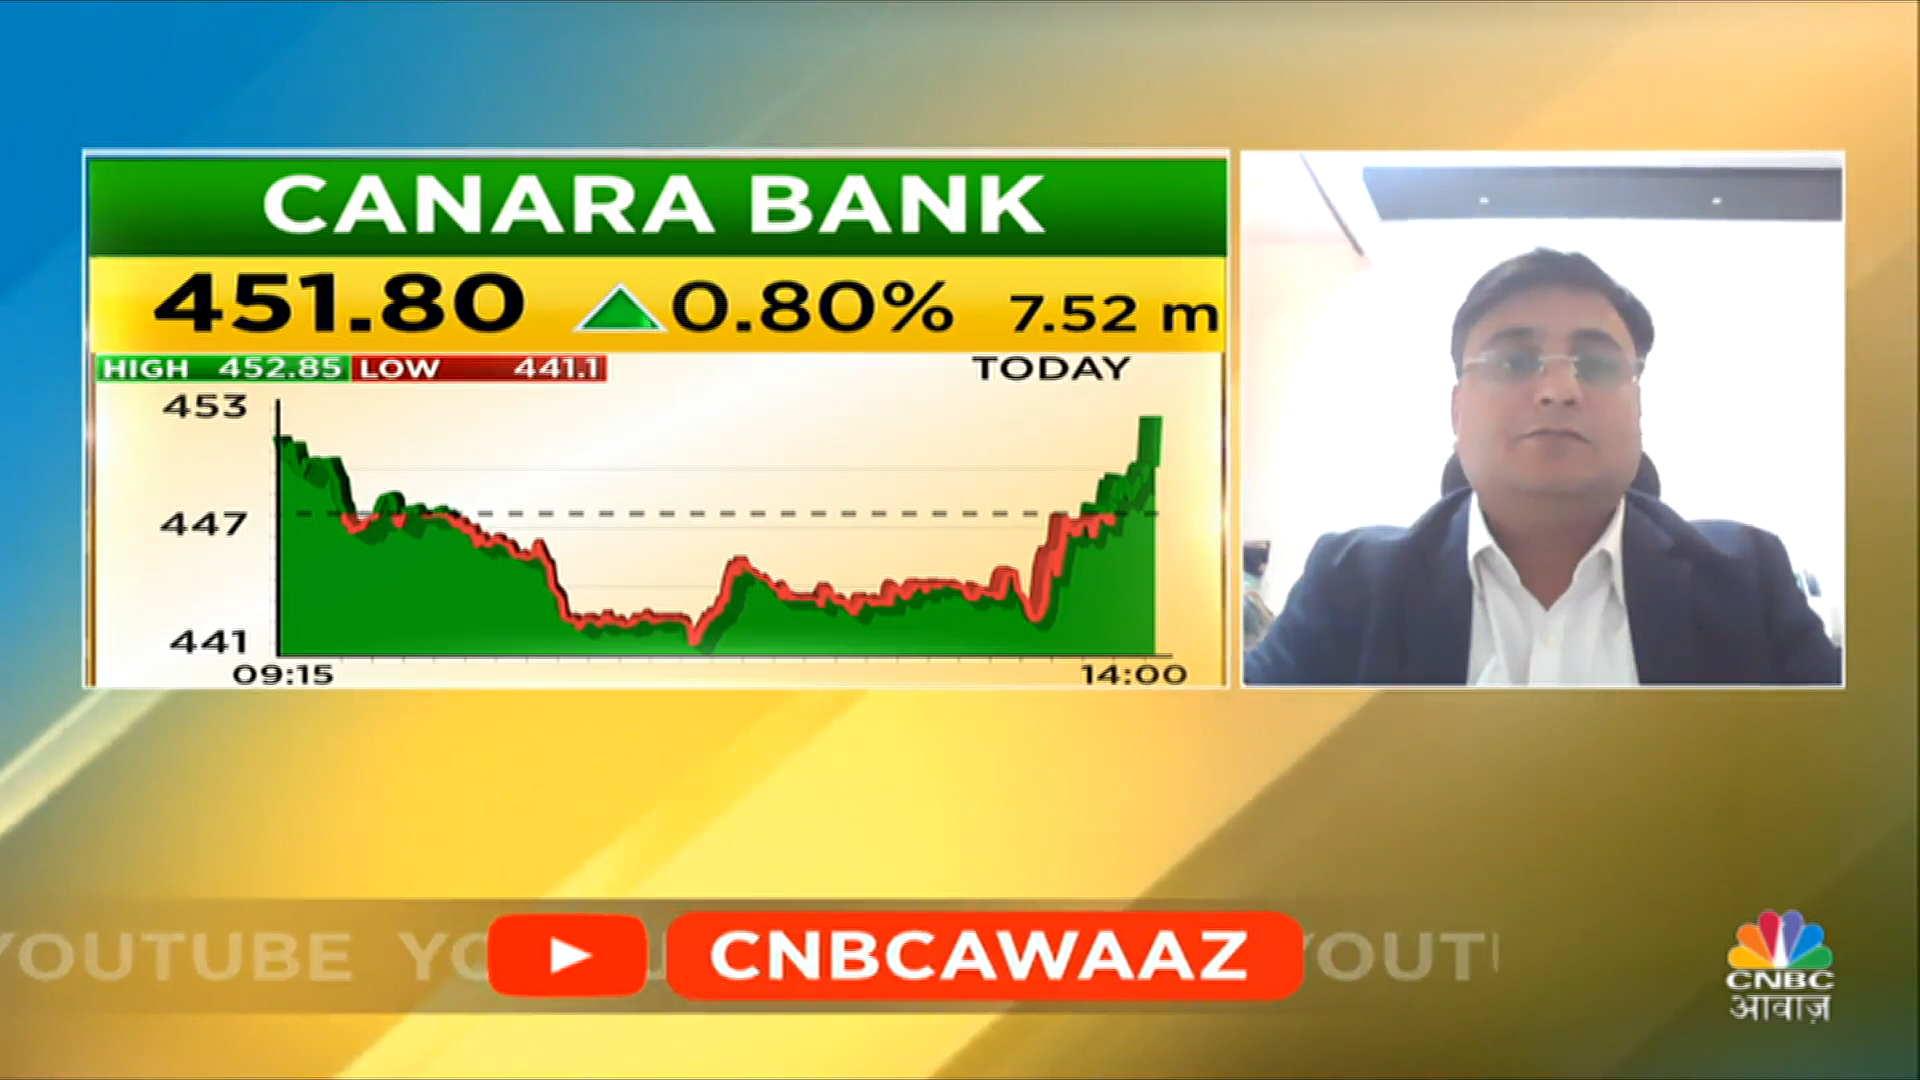 CANARA BANK
451.80 0.80% 7.52 m
HIGH 452.85 LOW 441.1 TODAY
453
447
441
09:15 14:00
YOUTUBE
CNBCAWAAZ
CNBC
आवाज़